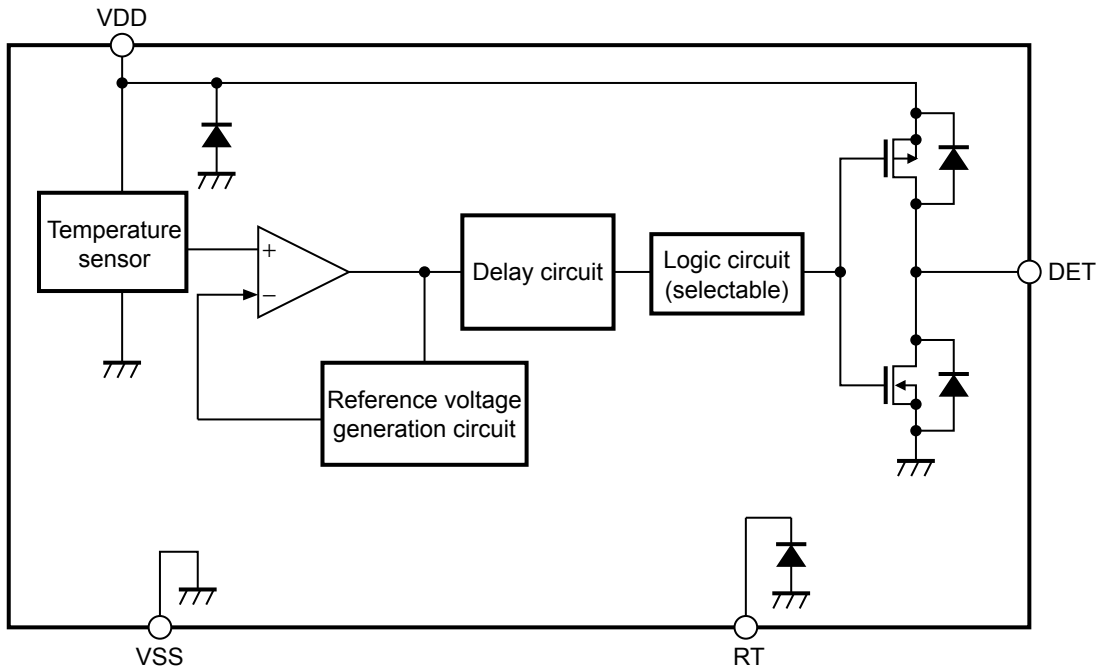 VDD
Temperature
sensor
+
−
Delay circuit
Logic circuit
(selectable)
DET
Reference voltage
generation circuit
VSS
RT